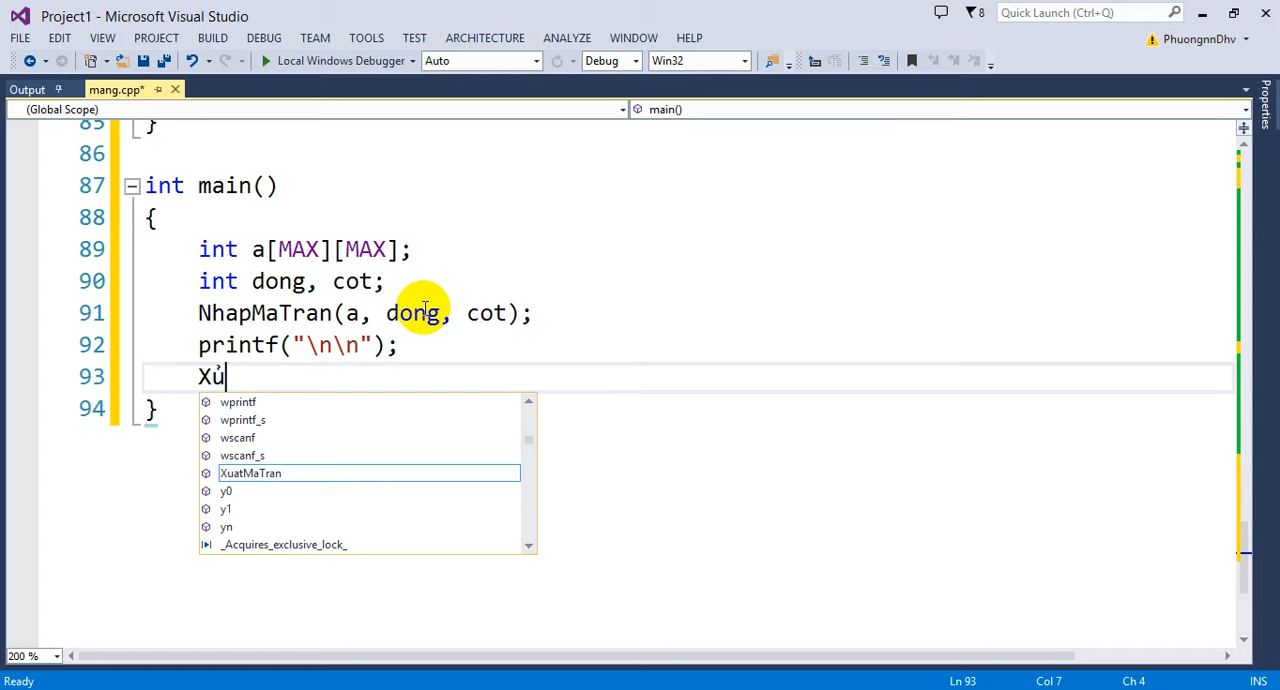 Project1 - Microsoft Visual Studio
8
Quick Launch (Ctrl+Q)
FILE EDIT VIEW PROJECT BUILD DEBUG TEAM TOOLS TEST ARCHITECTURE ANALYZE WINDOW HELP
PhuongnnDhv
Local Windows Debugger Auto Debug Win32
Output mang.cpp*
(Global Scope) main()
Properties
85 }
86
87 int main()
88 {
89 int a[MAX][MAX];
90 int dong, cot;
91 NhapMaTran(a, dong, cot);
92 printf("\n\n");
93 Xủ
94 }
wprintf
wprintf_s
wscanf
wscanf_s
XuatMaTran
y0
y1
yn
_Acquires_exclusive_lock_
200 %
Ready Ln 93 Col 7 Ch 4 INS